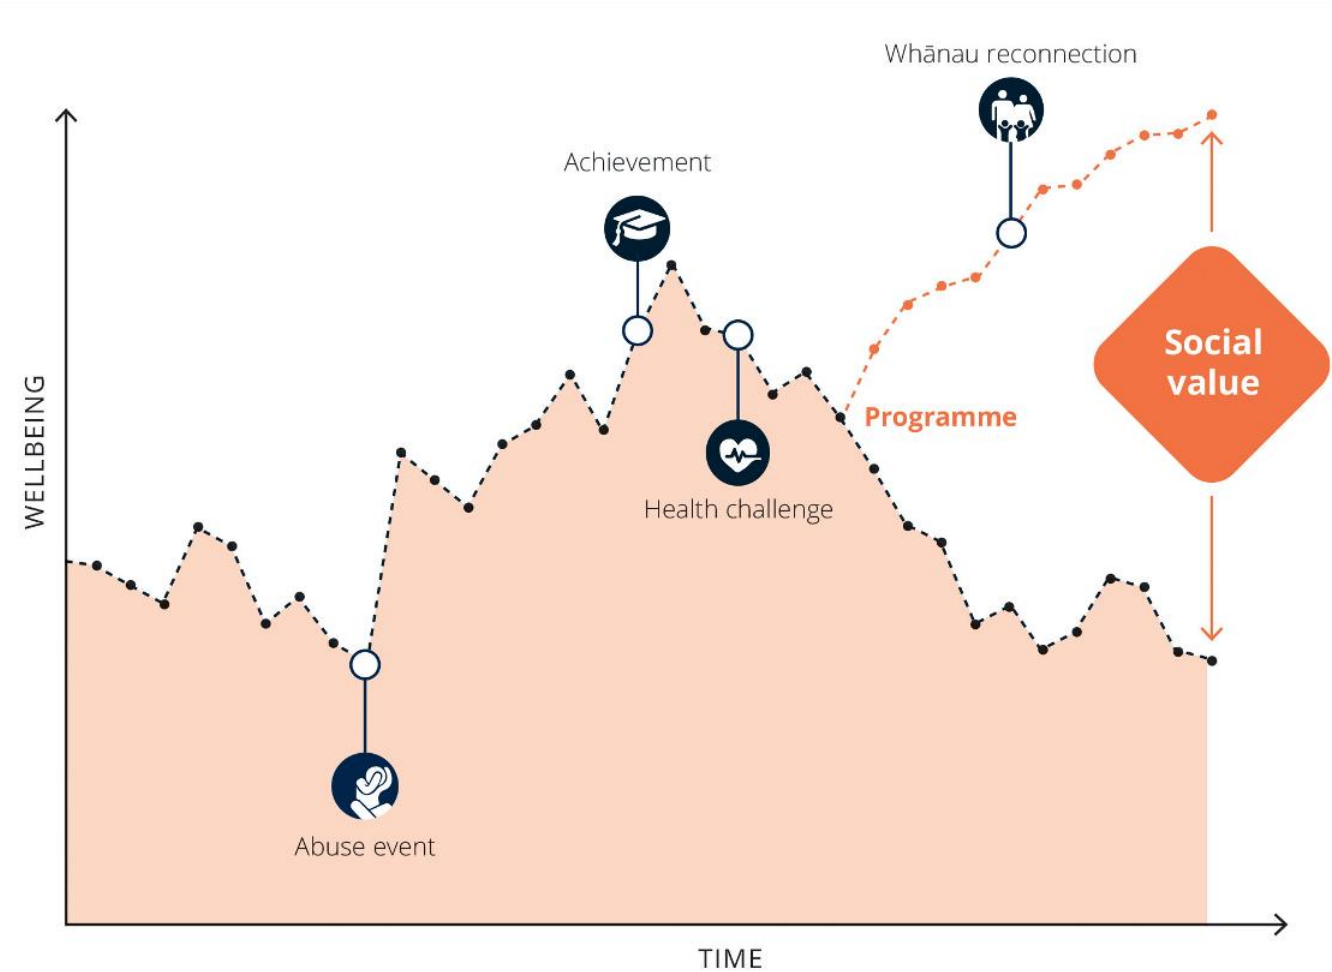 Whānau reconnection
Achievement
Social
value
WELLBEING
Programme
Health challenge
Abuse event
TIME